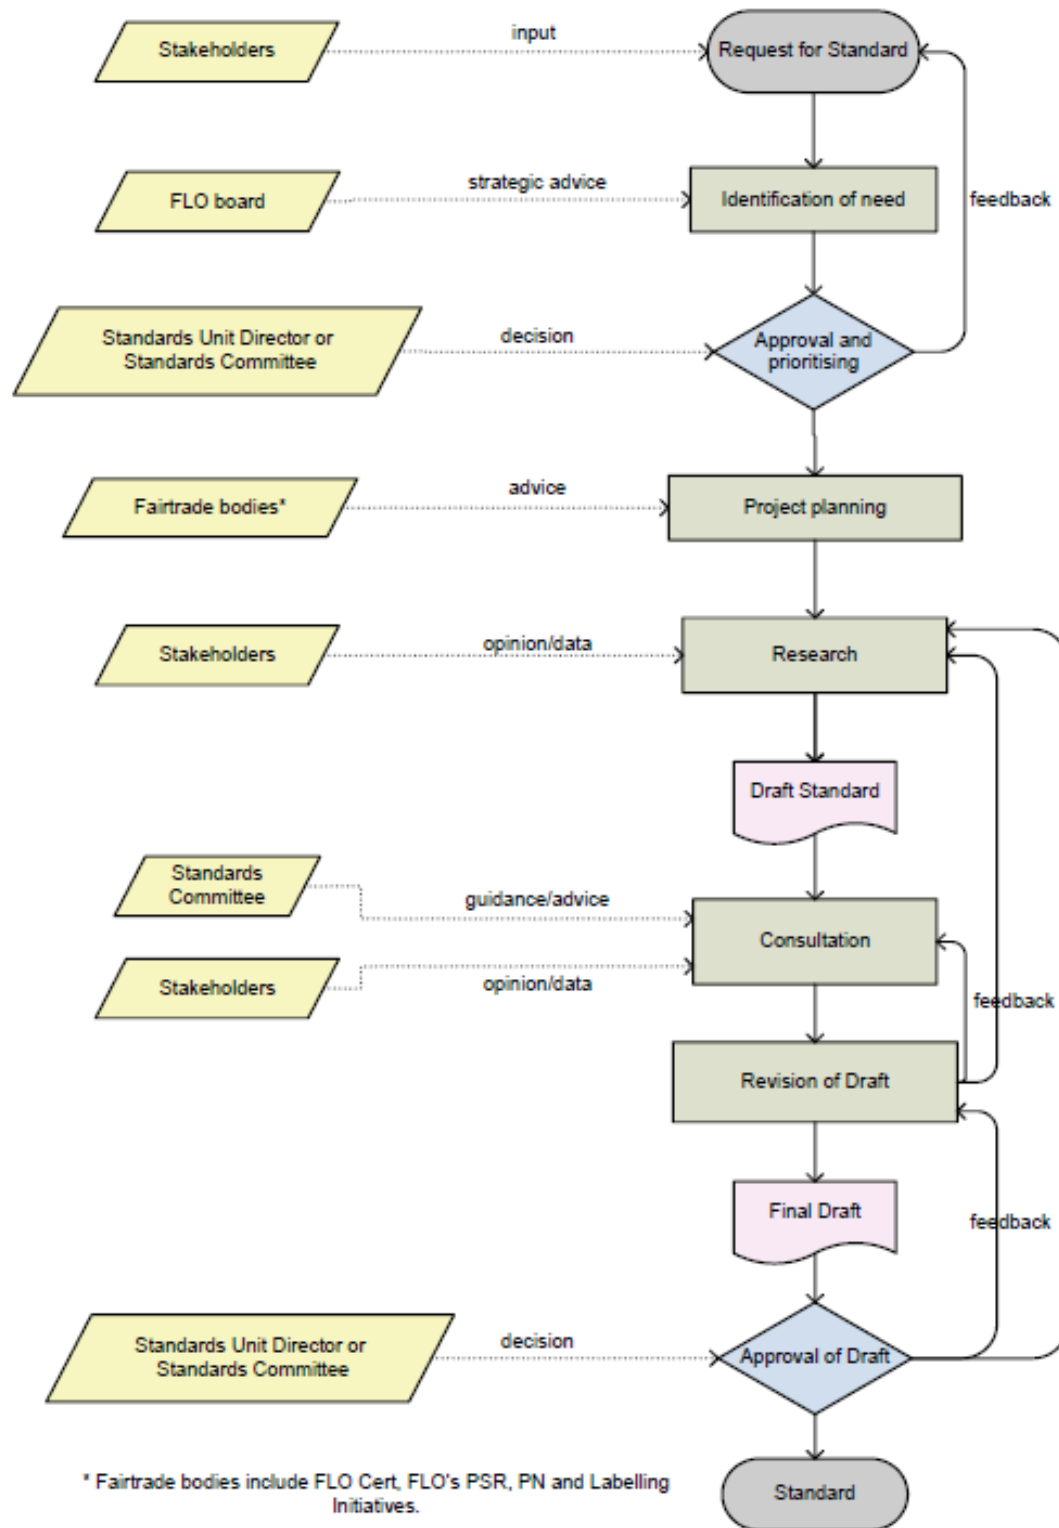 Stakeholders
input
Request for Standard
FLO board
strategic advice
Identification of need
feedback
Standards Unit Director or
Standards Committee
decision
Approval and
prioritising
Fairtrade bodies*
advice
Project planning
Stakeholders
opinion/data
Research
Draft Standard
Standards
Committee
guidance/advice
Consultation
Stakeholders
opinion/data
feedback
Revision of Draft
Final Draft
feedback
Standards Unit Director or
Standards Committee
decision
Approval of Draft
* Fairtrade bodies include FLO Cert, FLO's PSR, PN and Labelling
Initiatives.
Standard